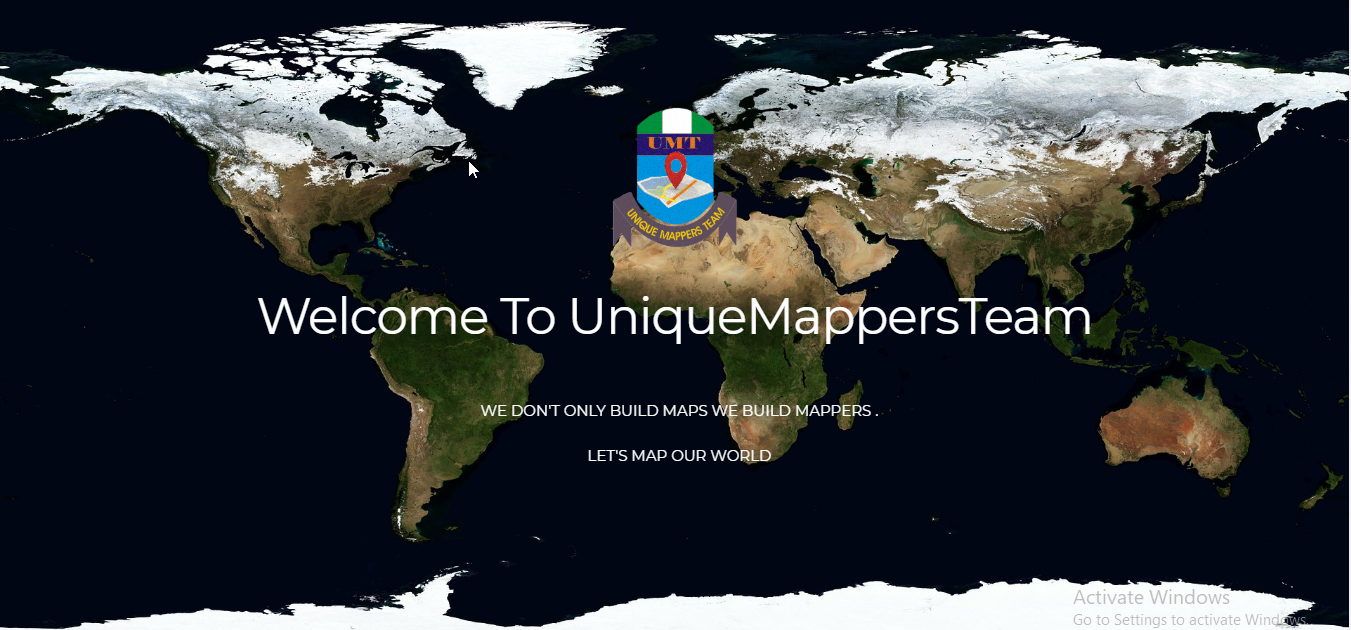 UMT
UNIQUE MAPPERS TEAM
Welcome To UniqueMappersTeam
WE DON'T ONLY BUILD MAPS WE BUILD MAPPERS .
LET'S MAP OUR WORLD
Activate Windows
Go to Settings to activate Windows.